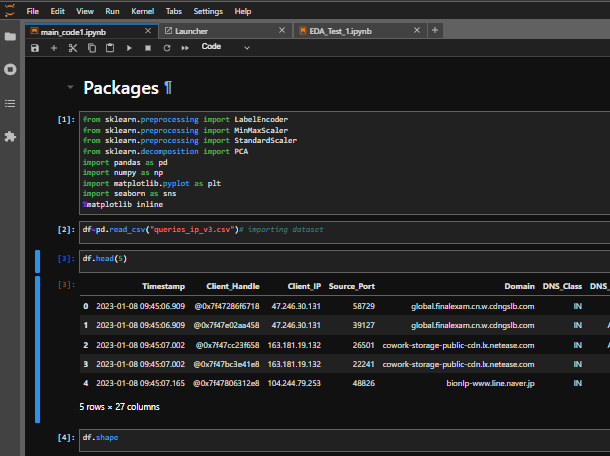 File Edit View Run Kernel Tabs Settings Help
main_code1.ipynb Launcher EDA_Test_1.ipynb
Code
Packages ¶
[1]: from sklearn.preprocessing import LabelEncoder
from sklearn.preprocessing import MinMaxScaler
from sklearn.preprocessing import StandardScaler
from sklearn.decomposition import PCA
import pandas as pd
import numpy as np
import matplotlib.pyplot as plt
import seaborn as sns
%matplotlib inline
[2]: df=pd.read_csv("queries_ip_v3.csv")# importing dataset
[3]: df.head(5)
[3]: Timestamp Client_Handle Client_IP Source_Port Domain DNS_Class DNS_
0 2023-01-08 09:45:06.909 @0x7f47286f6718 47.246.30.131 58729 global.finalexam.cn.w.cdngslb.com IN
1 2023-01-08 09:45:06.909 @0x7f47e02aa458 47.246.30.131 39127 global.finalexam.cn.w.cdngslb.com IN A
2 2023-01-08 09:45:07.002 @0x7f47cc23f658 163.181.19.132 26501 cowork-storage-public-cdn.lx.netease.com IN A
3 2023-01-08 09:45:07.002 @0x7f47bc3e41e8 163.181.19.132 22241 cowork-storage-public-cdn.lx.netease.com IN
4 2023-01-08 09:45:07.165 @0x7f47806312e8 104.244.79.253 48826 bionlp-www.line.naver.jp IN
5 rows × 27 columns
[4]: df.shape